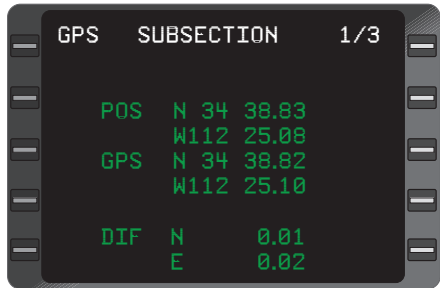 GPS SUBSECTION 1/3
POS N 34 38.83
W112 25.08
GPS N 34 38.82
W112 25.10
DIF N 0.01
E 0.02